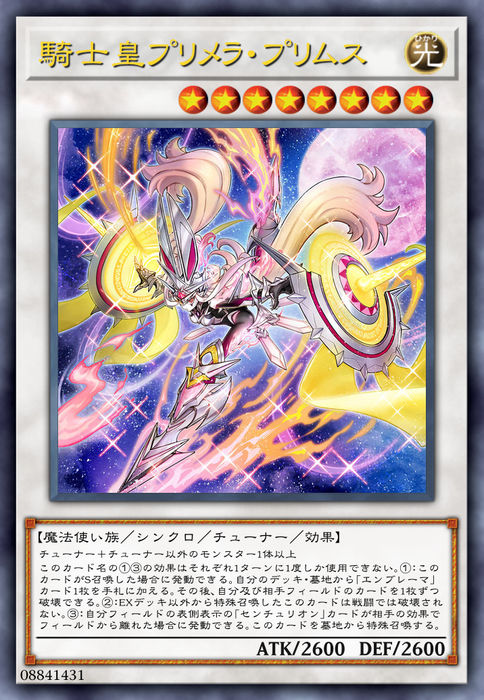 騎士皇プリメラ・プリムス
ひかり
光
【魔法使い族／シンクロ／チューナー／効果】
チューナー＋チューナー以外のモンスター1体以上
このカード名の①③の効果はそれぞれ1ターンに1度しか使用できない。①：こ
のカードがS召喚した場合に発動できる。自分のデッキ・墓地から「エンブレーマ」
カード1枚を手札に加える。その後、自分及び相手フィールドのカードを1枚ずつ
破壊できる。②：EXデッキ以外から特殊召喚したこのカードは戦闘では破壊され
ない。③：自分フィールドの表側表示の「センチュリオン」カードが相手の効果で
フィールドから離れた場合に発動できる。このカードを墓地から特殊召喚する。
ATK/2600 DEF/2600
08841431